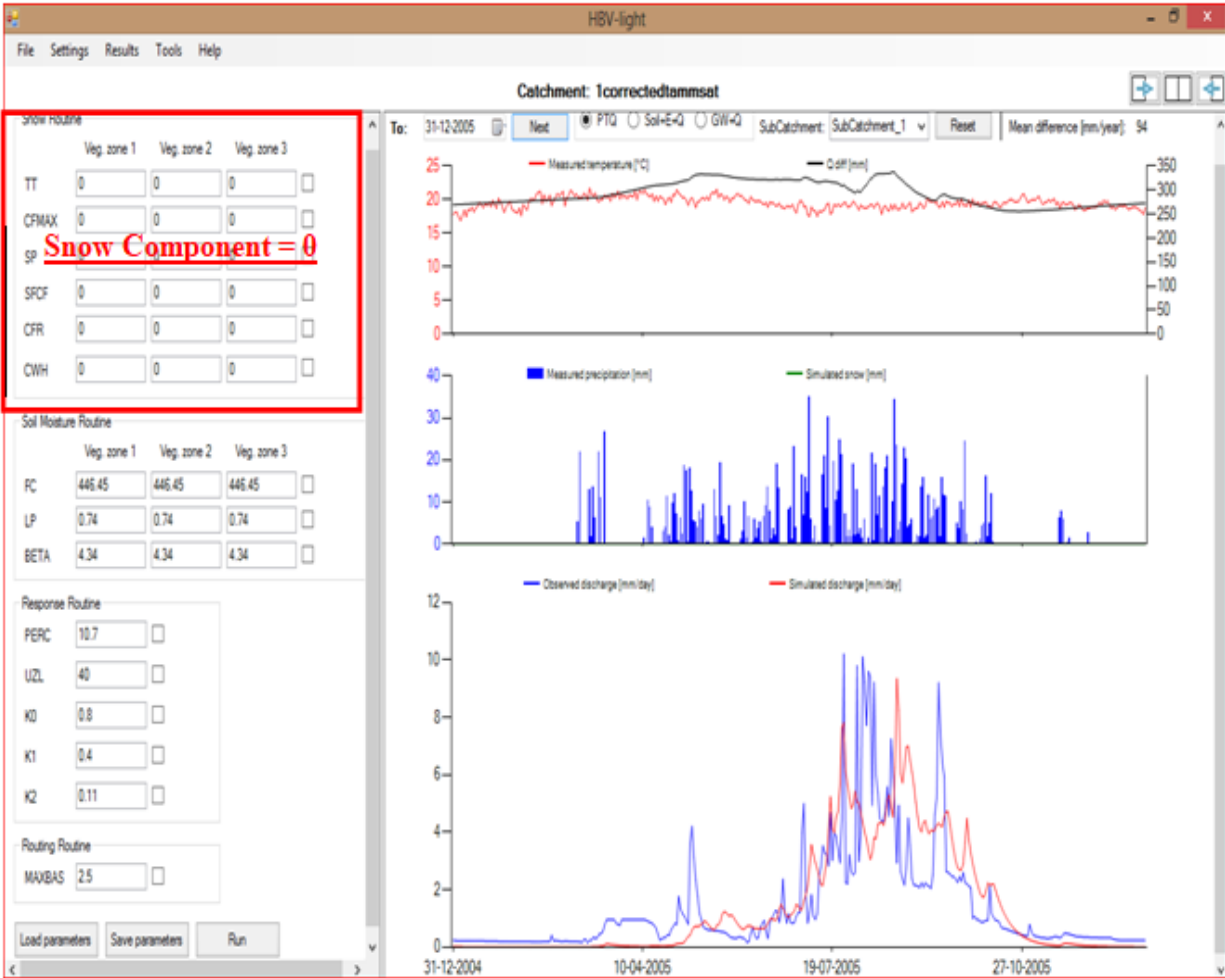 HBV-light
File Settings Results Tools Help
Catchment: 1correctedtammsat
Snow Routine
Veg. zone 1 Veg. zone 2 Veg. zone 3
TT 0 0 0
CFMAX 0 0 0
SP
Snow Component = 0
SFCF 0 0 0
CFR 0 0 0
CWH 0 0 0
Soil Moisture Routine
Veg. zone 1 Veg. zone 2 Veg. zone 3
FC 446.45 446.45 446.45
LP 0.74 0.74 0.74
BETA 4.34 4.34 4.34
Response Routine
PERC 10.7
UZL 40
K0 0.8
K1 0.4
K2 0.11
Routing Routine
MAXBAS 2.5
Load parameters Save parameters Run
To: 31-12-2005 Next PTQ Soil+E+Q GW+Q SubCatchment: SubCatchment_1 Reset Mean difference [mm/year]: 94
Measured temperature [°C] Q diff [mm]
25 350
300
20
250
15 200
150
10
100
5
50
0 0
Measured precipitation [mm] Simulated snow [mm]
40
30
20
10
0
Observed discharge [mm/day] Simulated discharge [mm/day]
12
10
8
6
4
2
0
31-12-2004 10-04-2005 19-07-2005 27-10-2005